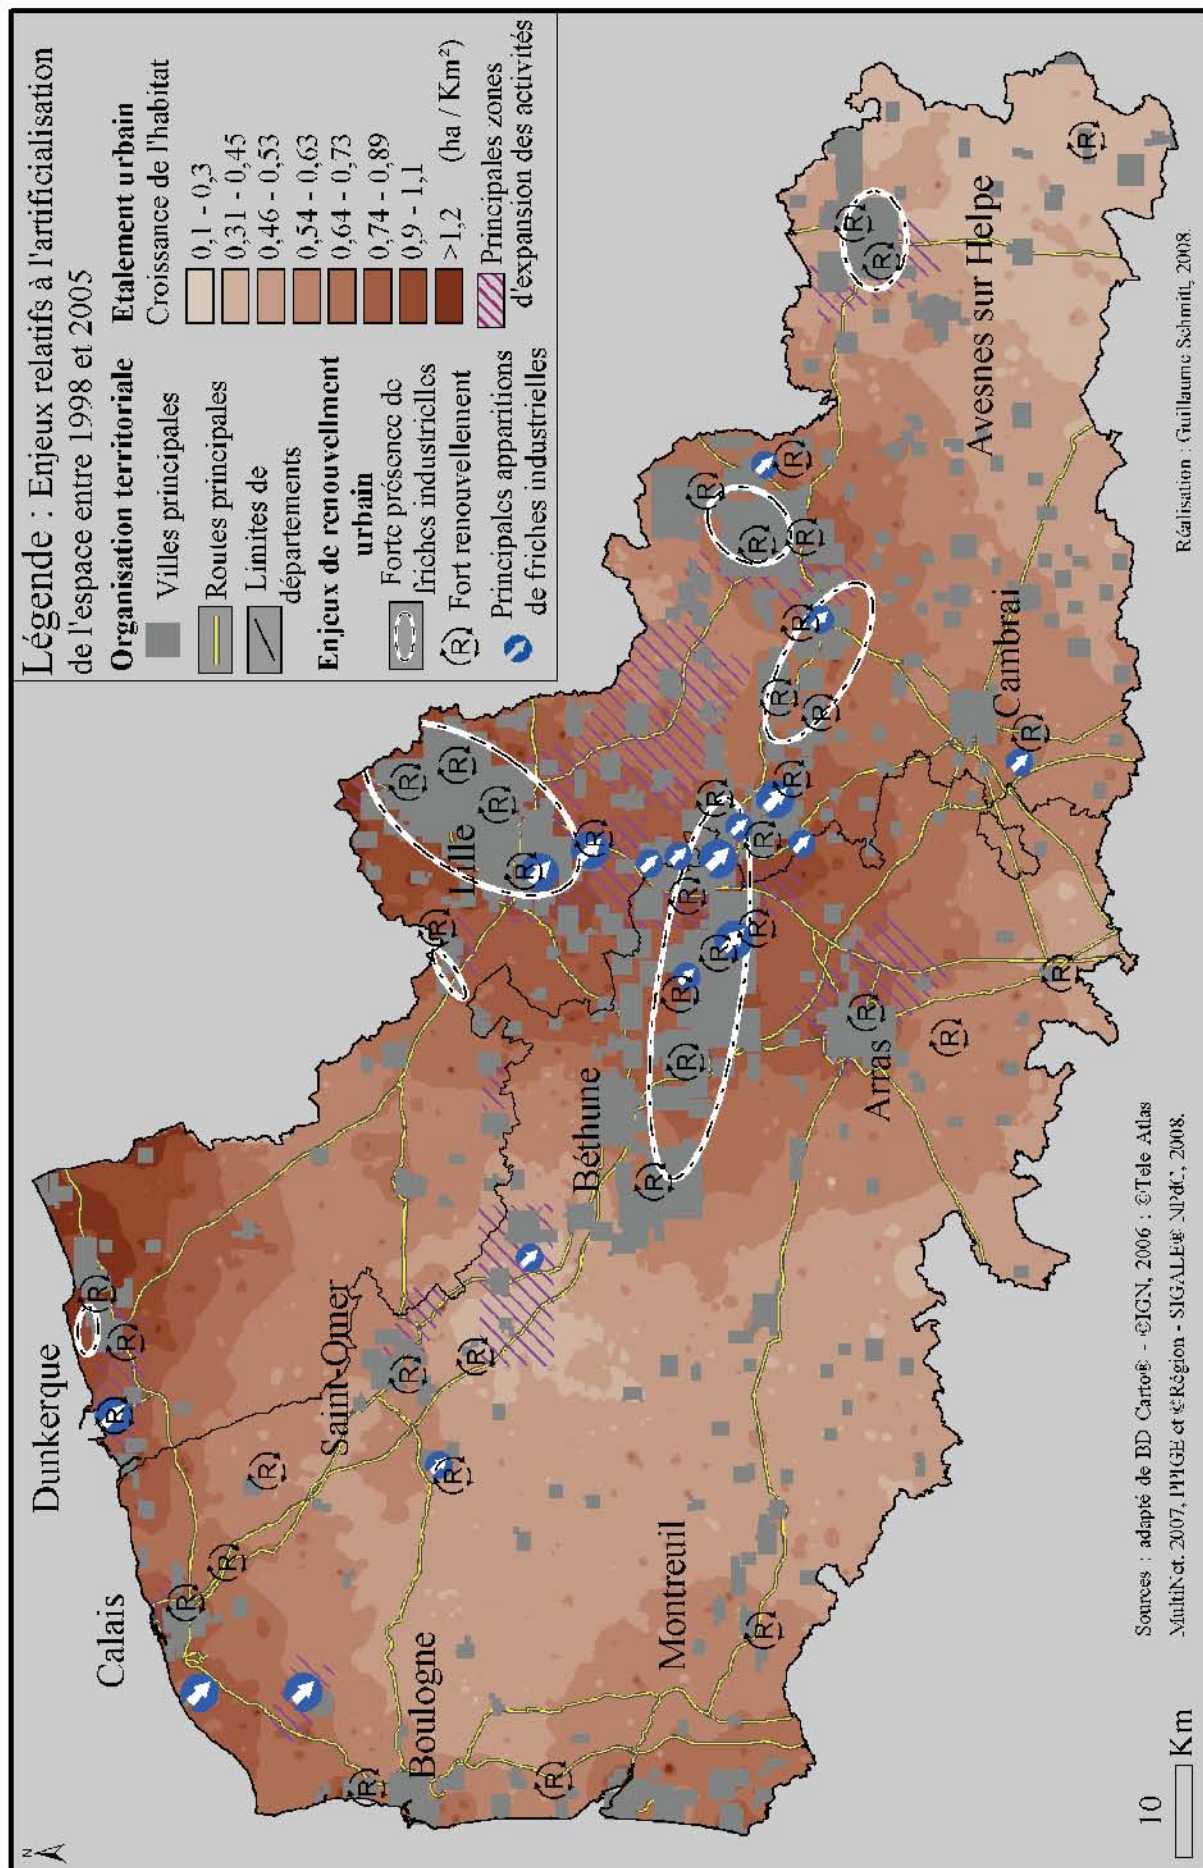 Légende : Enjeux relatifs à l'artificialisation
de l'espace entre 1998 et 2005
Organisation territoriale
Villes principales
Routes principales
Limites de
départements
Enjeux de renouvellment
urbain
Forte présence de
friches industrielles
R Fort renouvellement
Principales apparitions
de friches industrielles
Etalement urbain
Croissance de l'habitat
0,1 - 0,3
0,31 - 0,45
0,46 - 0,53
0,54 - 0,63
0,64 - 0,73
0,74 - 0,89
0,9 - 1,1
>1,2 (ha / Km²)
Principales zones
d'expansion des activités
N
Dunkerque
Calais
Saint-Omer
Boulogne
Lille
Béthune
Montreuil
Arras
Cambrai
Avesnes sur Helpe
10
Km
Sources : adapté de BD Carto® - ©IGN, 2006 ; ©Tele Atlas
MultiNet, 2007, PPIGE et ©Région - SIGALE® NPdC, 2008.
Réalisation : Guillaume Schmitt, 2008.